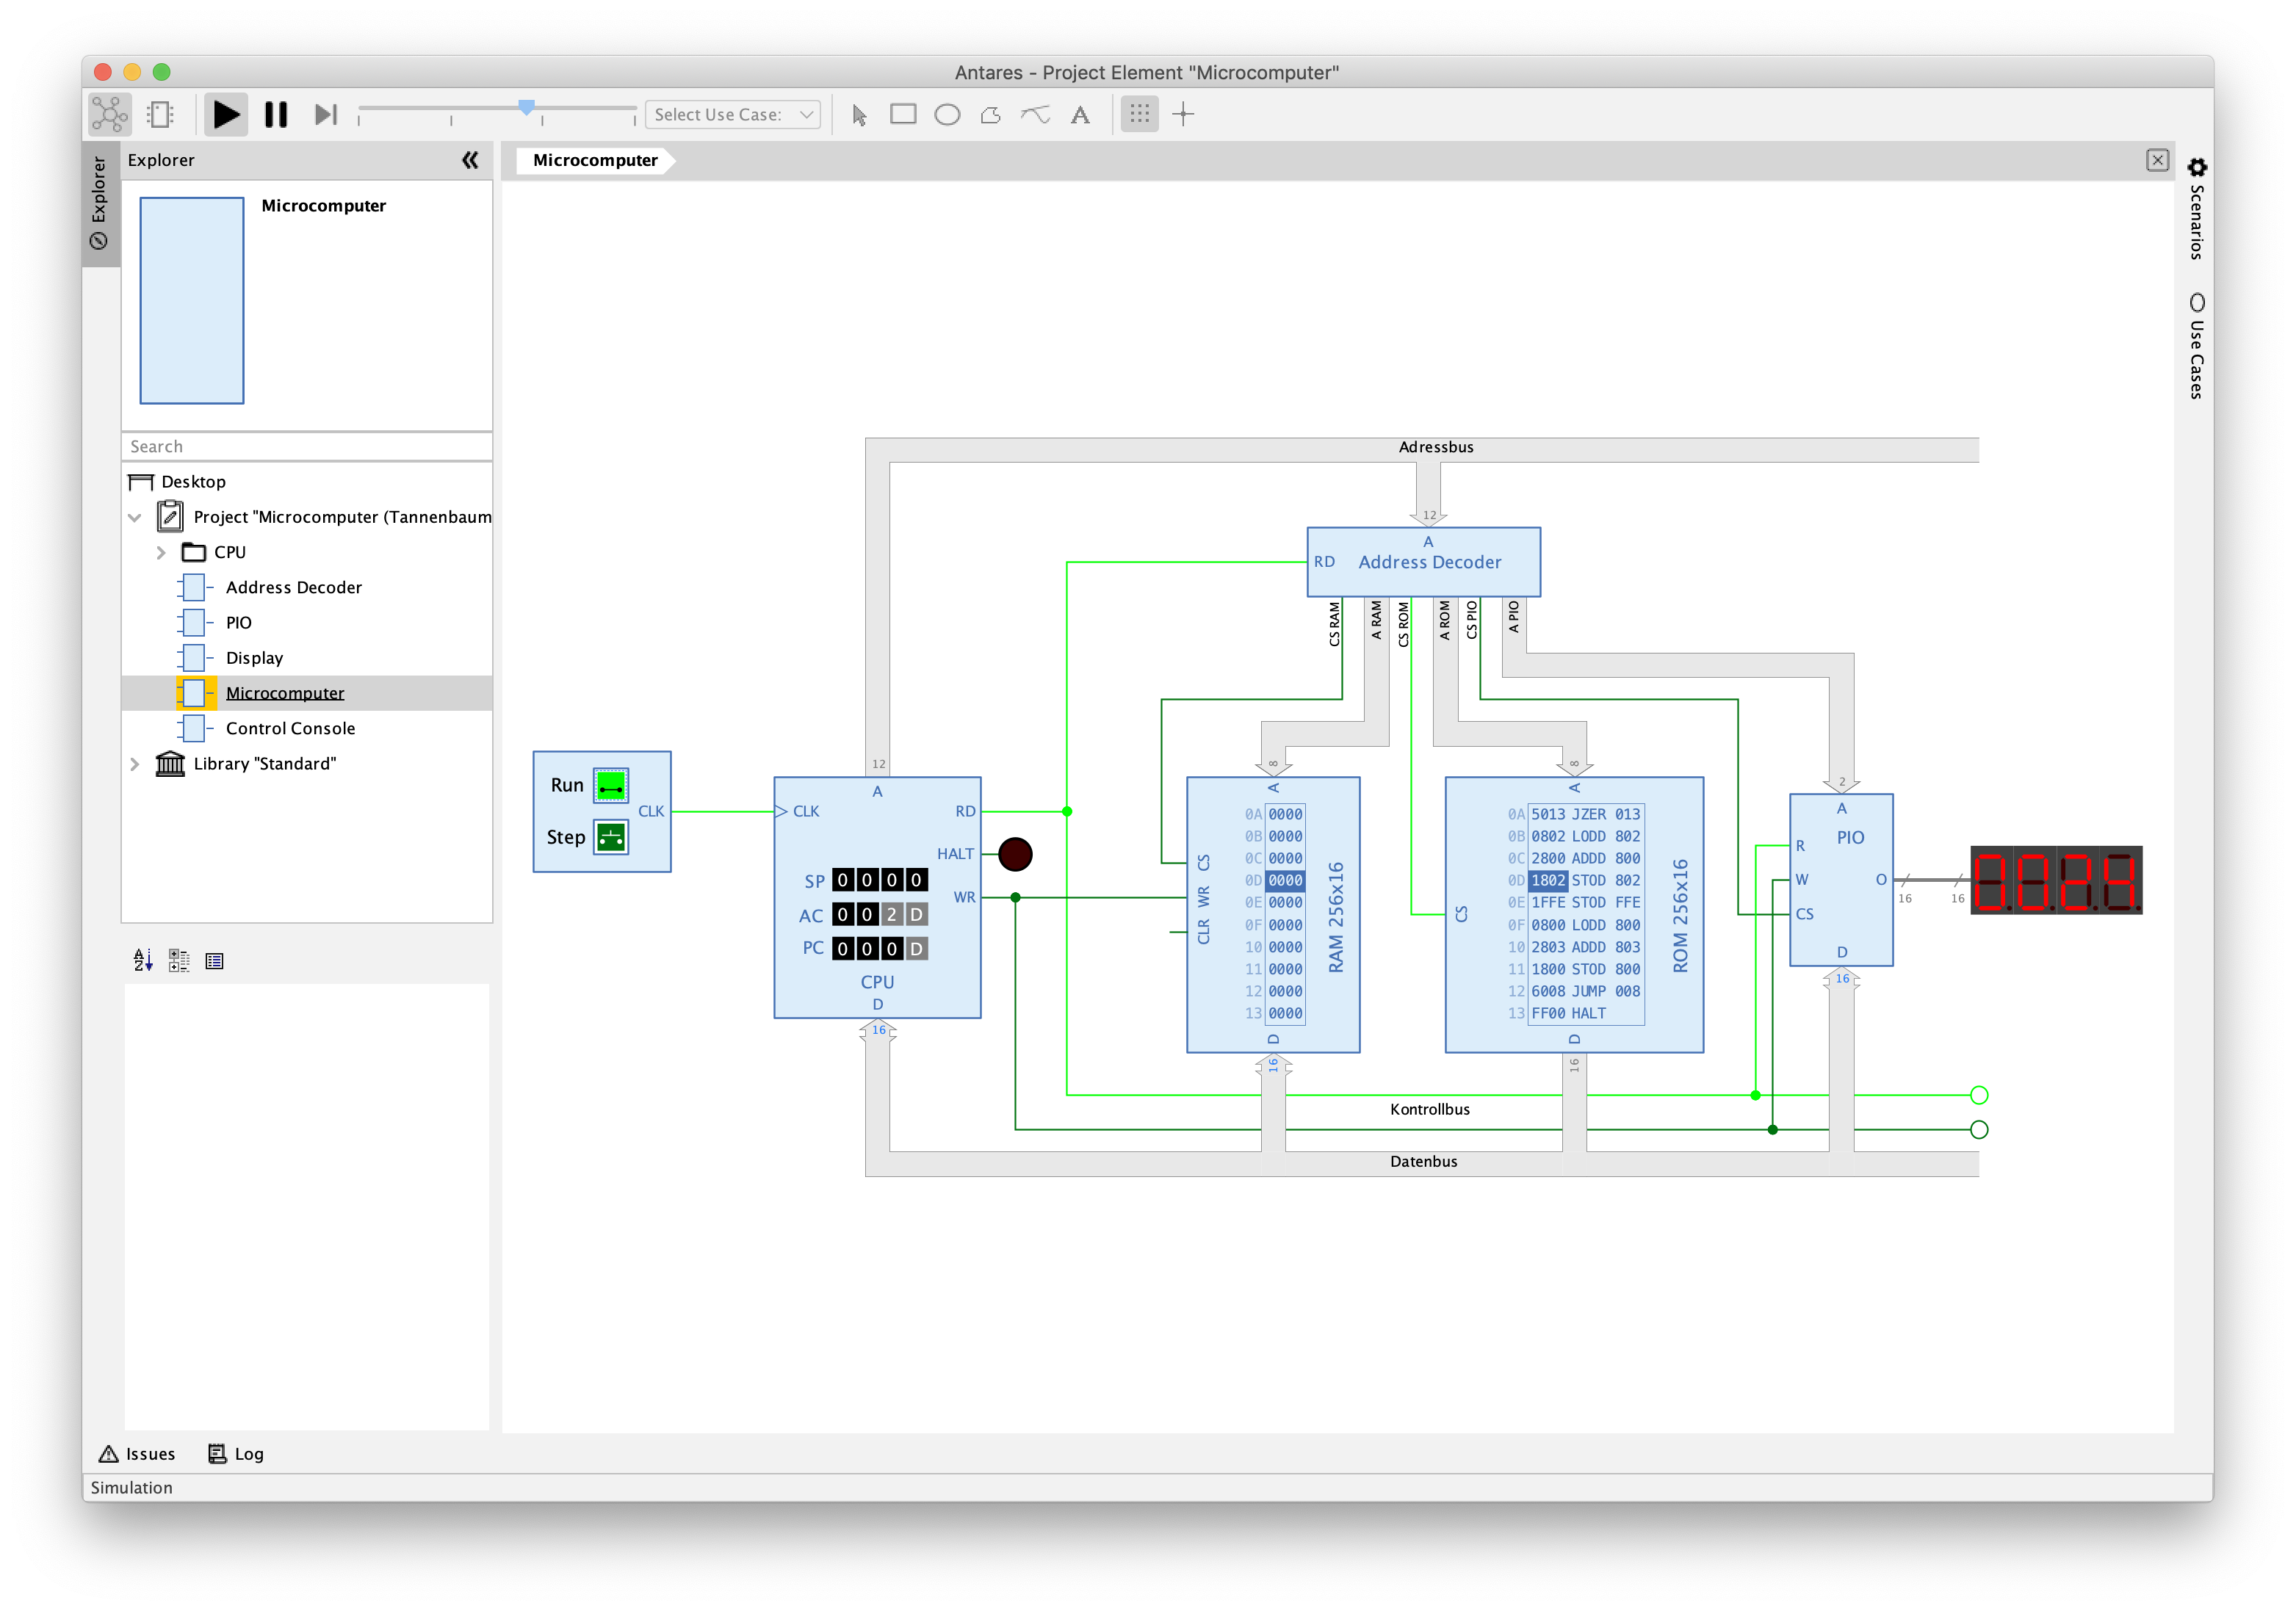 Antares - Project Element "Microcomputer"
Select Use Case:
A
Explorer
Explorer
Microcomputer
Search
Desktop
Project "Microcomputer (Tannenbaum
CPU
Address Decoder
PIO
Display
Microcomputer
Control Console
Library "Standard"
A
Z
Issues
Log
Simulation
Microcomputer
Scenarios
Use Cases
Adressbus
12
A
RD
Address Decoder
CS RAM
A RAM
CS ROM
A ROM
CS PIO
A PIO
Run
CLK
Step
12
A
CLK
RD
HALT
WR
SP 0 0 0 0
AC 0 0 2 D
PC 0 0 0 D
CPU
D
16
8
A
CS
WR
CLR
0A 0000
0B 0000
0C 0000
0D 0000
0E 0000
0F 0000
10 0000
11 0000
12 0000
13 0000
RAM 256x16
D
16
8
A
CS
0A 5013 JZER 013
0B 0802 LODD 802
0C 2800 ADDD 800
0D 1802 STOD 802
0E 1FFE STOD FFE
0F 0800 LODD 800
10 2803 ADDD 803
11 1800 STOD 800
12 6008 JUMP 008
13 FF00 HALT
ROM 256x16
D
16
2
A
PIO
R
W
O
CS
D
16
16
16
Kontrollbus
Datenbus